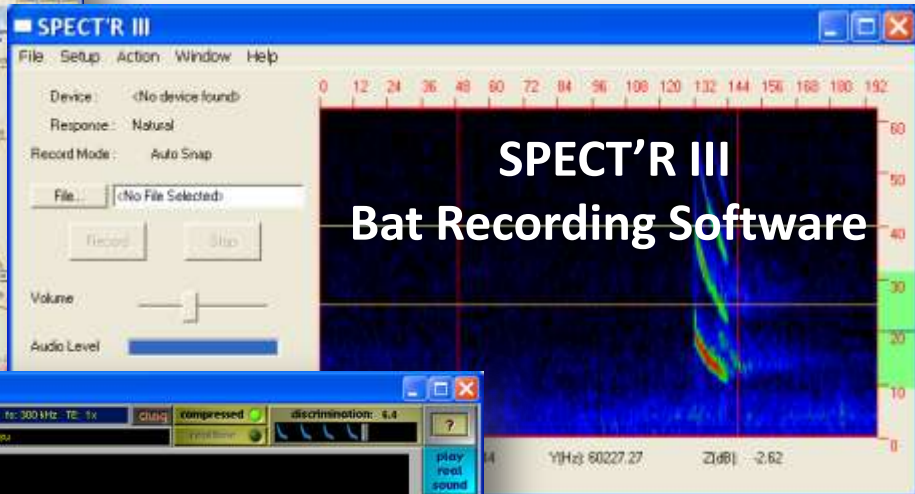 SPECT'R III
File Setup Action Window Help
Device: <No device found>
Response: Natural
Record Mode: Auto Snap
File... <No File Selected>
Record Stop
Volume
Audio Level
0 12 24 36 48 60 72 84 96 108 120 132 144 156 168 180 192
60
50
40
30
20
10
0
SPECT'R III
Bat Recording Software
Y(Hz): 60227.27 Z(dB): -2.62
fs: 300 kHz TE: 1x compressed discrimination: 6.4
real time ?
play
real
sound